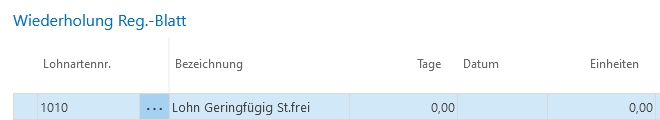 Wiederholung Reg.-Blatt
Lohnartennr. Bezeichnung Tage Datum Einheiten
1010 ... Lohn Geringfügig St.frei 0,00 0,00